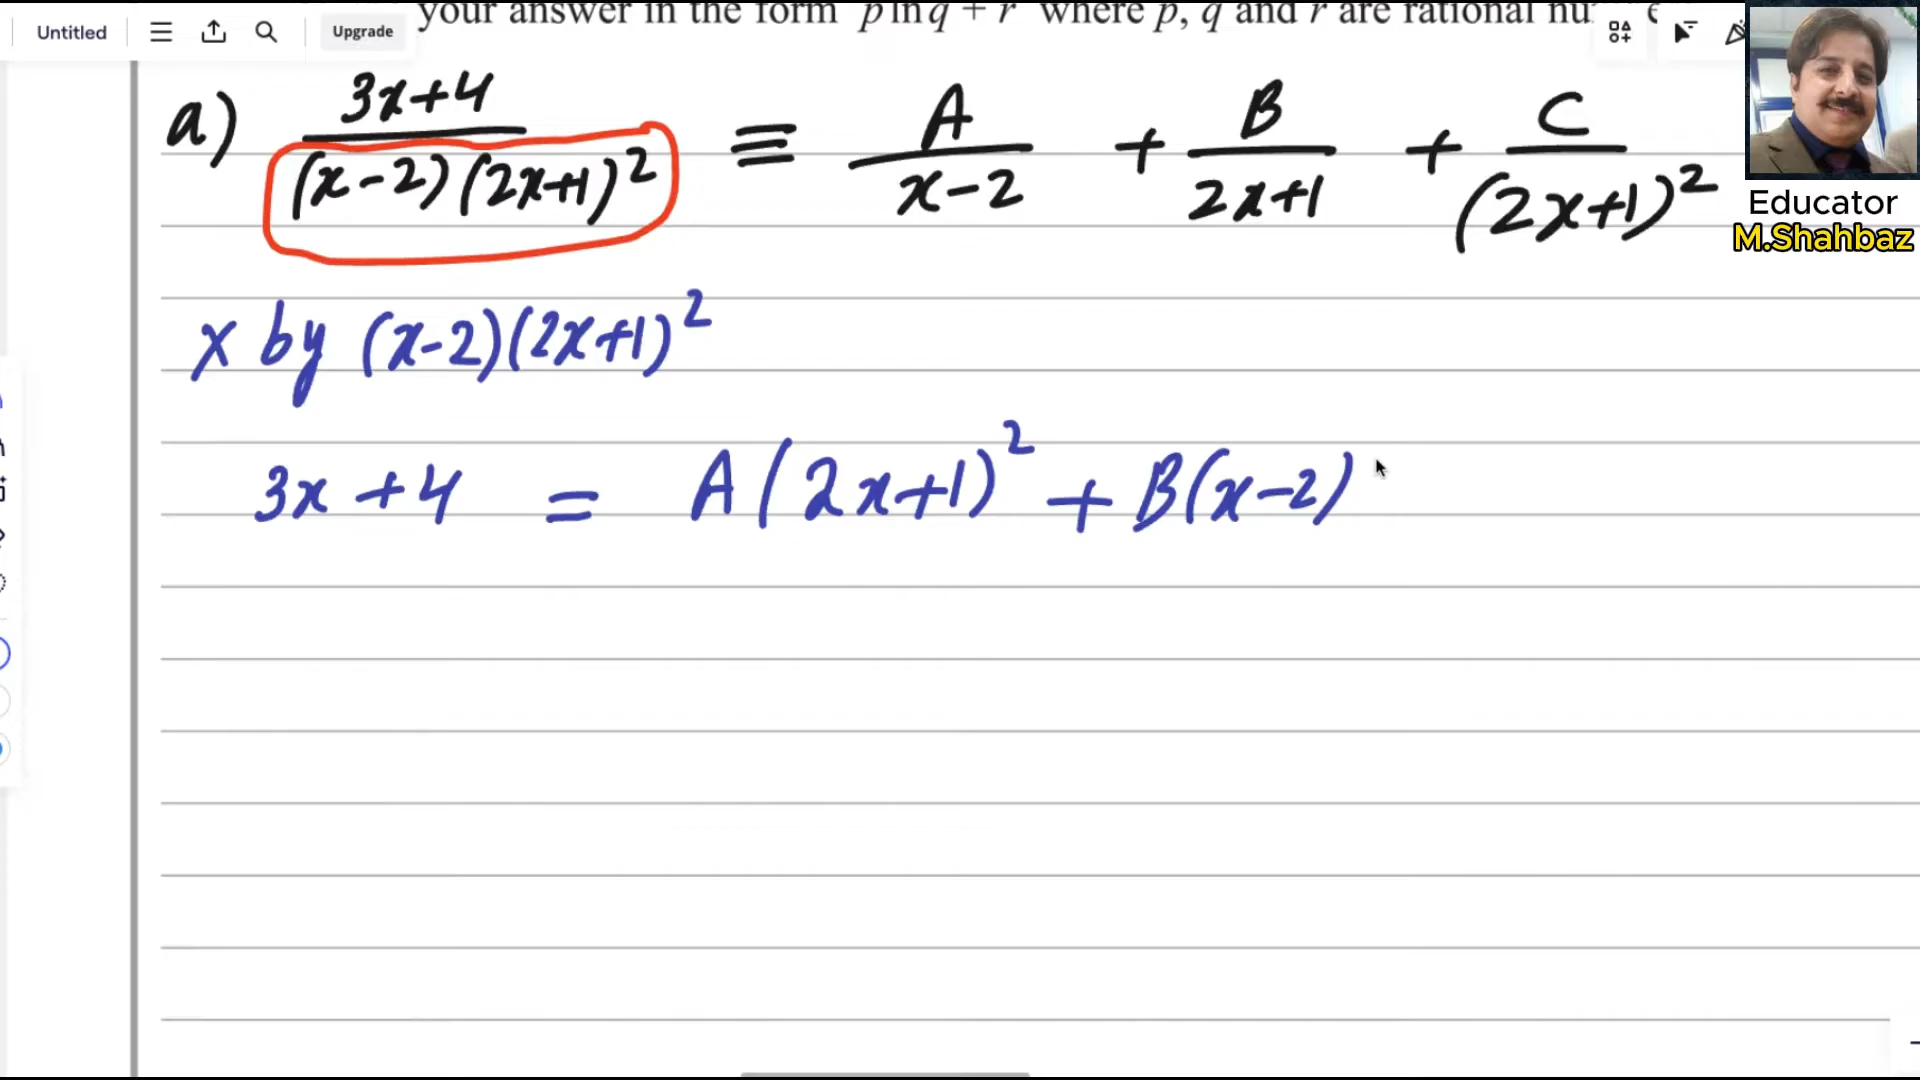 Untitled
Upgrade
your answer in the form p ln q + r where p, q and r are rational
a) 3x+4 / (x-2)(2x+1)² ≡ A / x-2 + B / 2x+1 + C / (2x+1)²
Educator
M.Shahbaz
x by (x-2)(2x+1)²
3x+4 = A(2x+1)² + B(x-2)